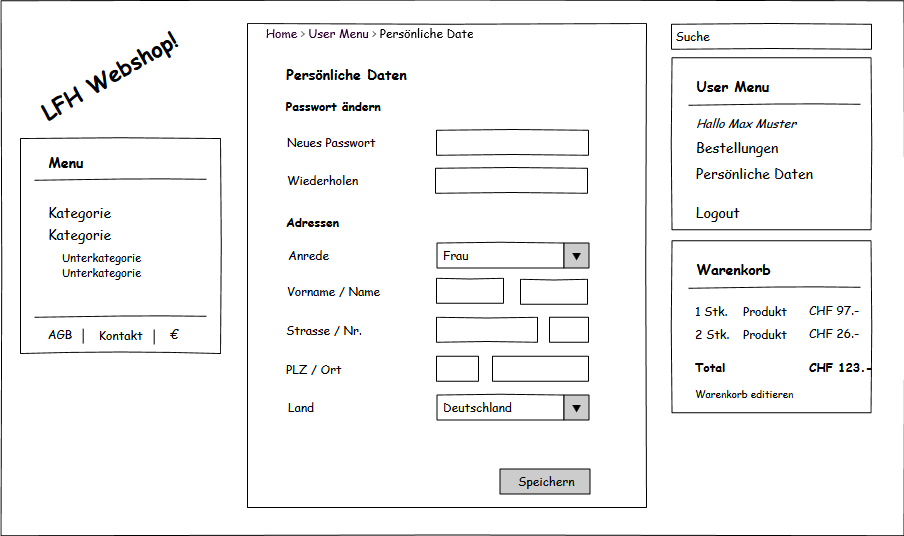 LFH Webshop!
Menu
Kategorie
Kategorie
Unterkategorie
Unterkategorie
AGB | Kontakt | €
Home > User Menu > Persönliche Date
Persönliche Daten
Passwort ändern
Neues Passwort
Wiederholen
Adressen
Anrede Frau
Vorname / Name
Strasse / Nr.
PLZ / Ort
Land Deutschland
Speichern
Suche
User Menu
Hallo Max Muster
Bestellungen
Persönliche Daten
Logout
Warenkorb
1 Stk. Produkt CHF 97.-
2 Stk. Produkt CHF 26.-
Total CHF 123.-
Warenkorb editieren